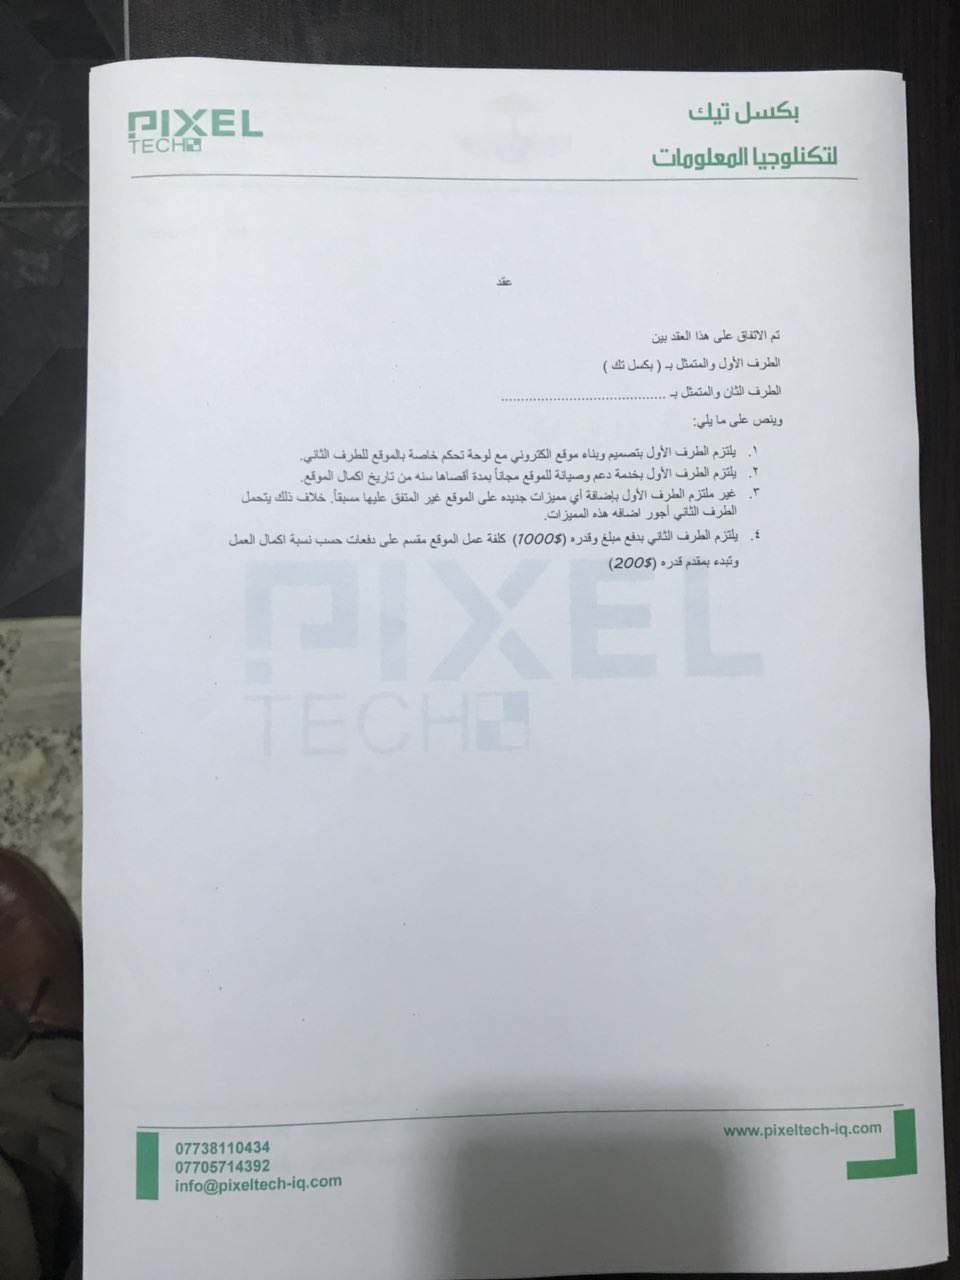 PIXEL
TECH
بكسل تيك
لتكنلوجيا المعلومات
عقد
تم الاتفاق على هذا العقد بين
الطرف الأول والمتمثل بـ ( بكسل تك )
الطرف الثان والمتمثل بـ .........................................
وينص على ما يلي:
١. يلتزم الطرف الأول بتصميم وبناء موقع الكتروني مع لوحة تحكم خاصة بالموقع للطرف الثاني.
٢. يلتزم الطرف الأول بخدمة دعم وصيانة للموقع مجاناً بمدة أقصاها سنه من تاريخ اكمال الموقع.
٣. غير ملتزم الطرف الأول بإضافة أي مميزات جديده على الموقع غير المتفق عليها مسبقاً. خلاف ذلك يتحمل
الطرف الثاني أجور اضافه هذه المميزات.
٤. يلتزم الطرف الثاني بدفع مبلغ وقدره (1000$) كلفة عمل الموقع مقسم على دفعات حسب نسبة اكمال العمل
وتبدء بمقدم قدره (200$)
PIXEL
TECH
07738110434
07705714392
info@pixeltech-iq.com
www.pixeltech-iq.com